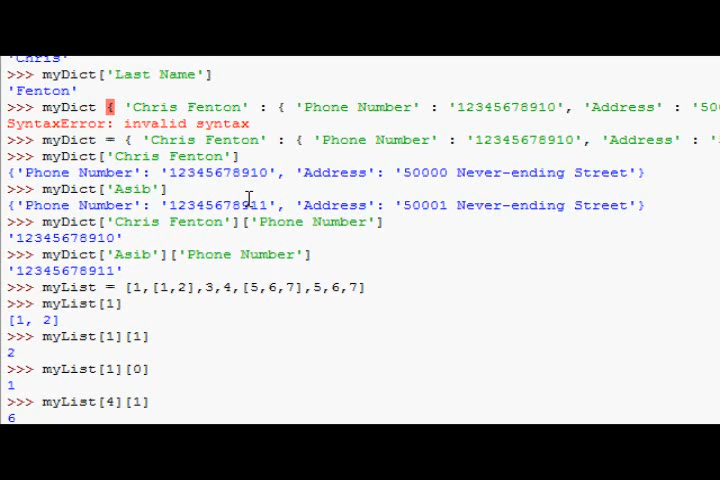 'Chris'
>>> myDict['Last Name']
'Fenton'
>>> myDict { 'Chris Fenton' : { 'Phone Number' : '12345678910', 'Address' : '500
SyntaxError: invalid syntax
>>> myDict = { 'Chris Fenton' : { 'Phone Number' : '12345678910', 'Address' : '5
>>> myDict['Chris Fenton']
{'Phone Number': '12345678910', 'Address': '50000 Never-ending Street'}
>>> myDict['Asib']
{'Phone Number': '12345678911', 'Address': '50001 Never-ending Street'}
>>> myDict['Chris Fenton']['Phone Number']
'12345678910'
>>> myDict['Asib']['Phone Number']
'12345678911'
>>> myList = [1,[1,2],3,4,[5,6,7],5,6,7]
>>> myList[1]
[1, 2]
>>> myList[1][1]
2
>>> myList[1][0]
1
>>> myList[4][1]
6